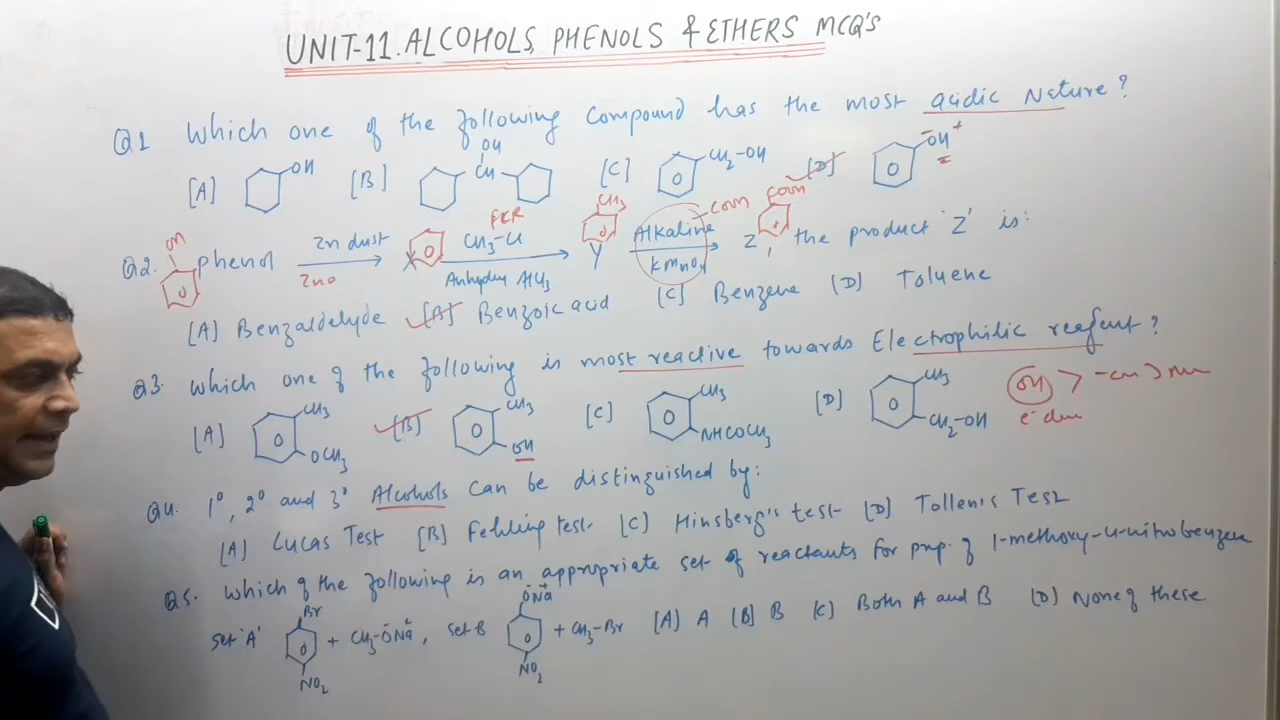 UNIT-11. ALCOHOLS, PHENOLS & ETHERS MCQ'S
Q1 Which one of the following Compound has the most acidic Nature?
[A] OH [B] OH CH [C] CH2-OH [D] OH
Q2. OH phenol Zn dust ZnO X CH3-Cl Anhydrous AlCl3 Y CH3 Alkaline KMnO4 COOH Z, the product 'Z' is:
[A] Benzaldehyde [B] Benzoic acid [C] Benzene [D] Toluene
Q3. Which one of the following is most reactive towards Electrophilic reagent?
[A] CH3 OCH3 [B] CH3 OH [C] CH3 NHCOCH3 [D] CH3 CH2-OH OH >
Q4. 1°, 2° and 3° Alcohols Can be distinguished by:
[A] Lucas Test [B] Fehling test [C] Hinsberg's test [D] Tollen's Test
Q5. Which of the following is an appropriate set of reactants for prep. of 1-methoxy-4-nitrobenzene
set 'A' Br NO2 + CH3-ONa, set B ONa NO2 + CH3-Br [A] A [B] B [C] Both A and B [D] None of these